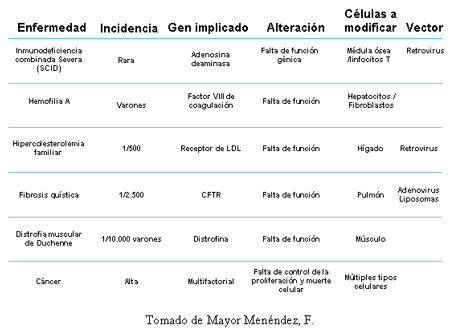 Enfermedad Incidencia Gen implicado Alteración Células a modificar Vector
Inmunodeficiencia combinada Severa (SCID) Rara Adenosina deaminasa Falta de función génica Médula ósea /linfocitos T Retrovirus
Hemofilia A Varones Factor VIII de coagulación Falta de función Hepatocitos / Fibroblastos
Hipercolesterolemia familiar 1/500 Receptor de LDL Falta de función Hígado Retrovirus
Fibrosis quística 1/2.500 CFTR Falta de función Pulmón Adenovirus Liposomas
Distrofia muscular de Duchenne 1/10.000 varones Distrofina Falta de función Músculo
Cáncer Alta Multifactorial Falta de control de la proliferación y muerte celular Múltiples tipos celulares
Tomado de Mayor Menéndez, F.